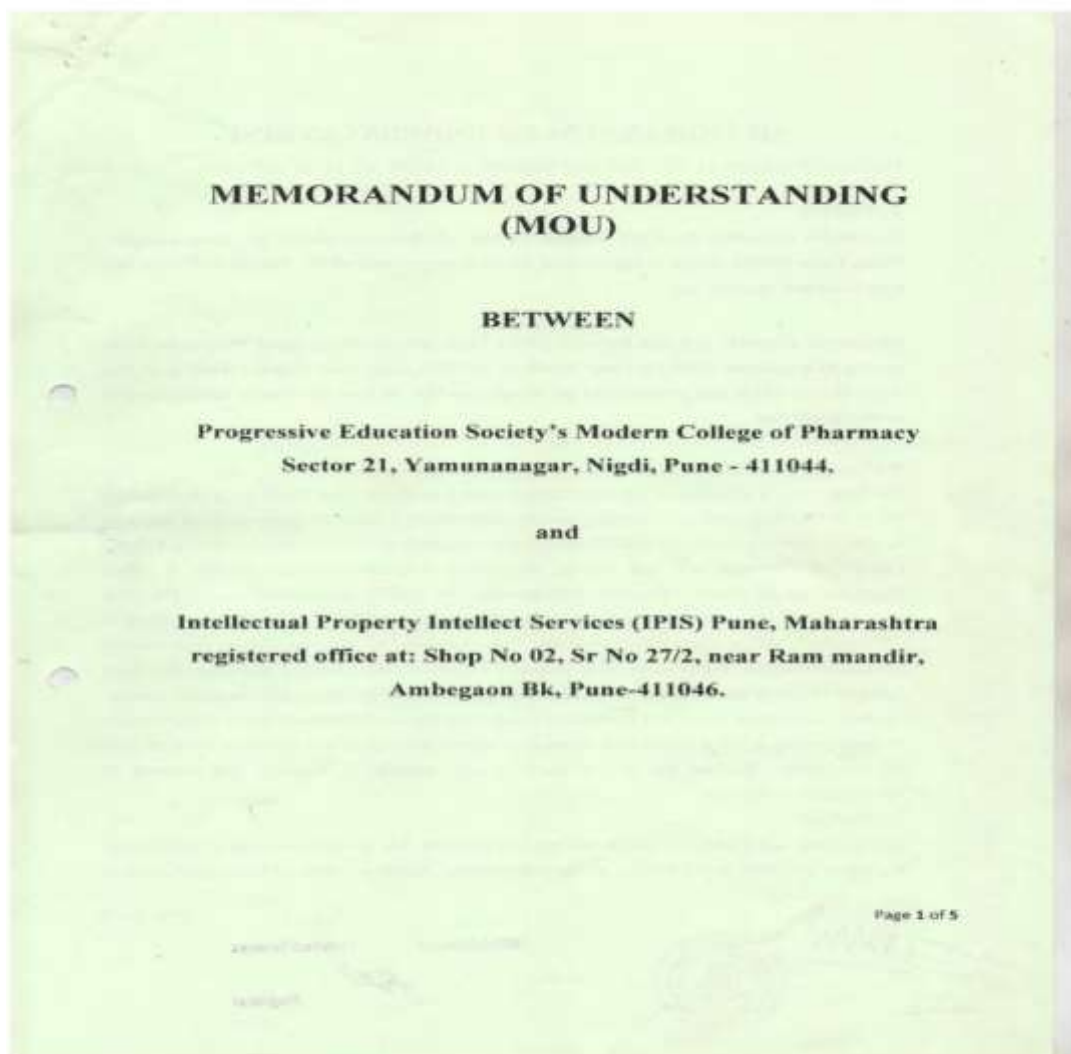 MEMORANDUM OF UNDERSTANDING
(MOU)
BETWEEN
Progressive Education Society's Modern College of Pharmacy
Sector 21, Yamunanagar, Nigdi, Pune - 411044.
and
Intellectual Property Intellect Services (IPIS) Pune, Maharashtra
registered office at: Shop No 02, Sr No 27/2, near Ram mandir,
Ambegaon Bk, Pune-411046.
Page 1 of 5